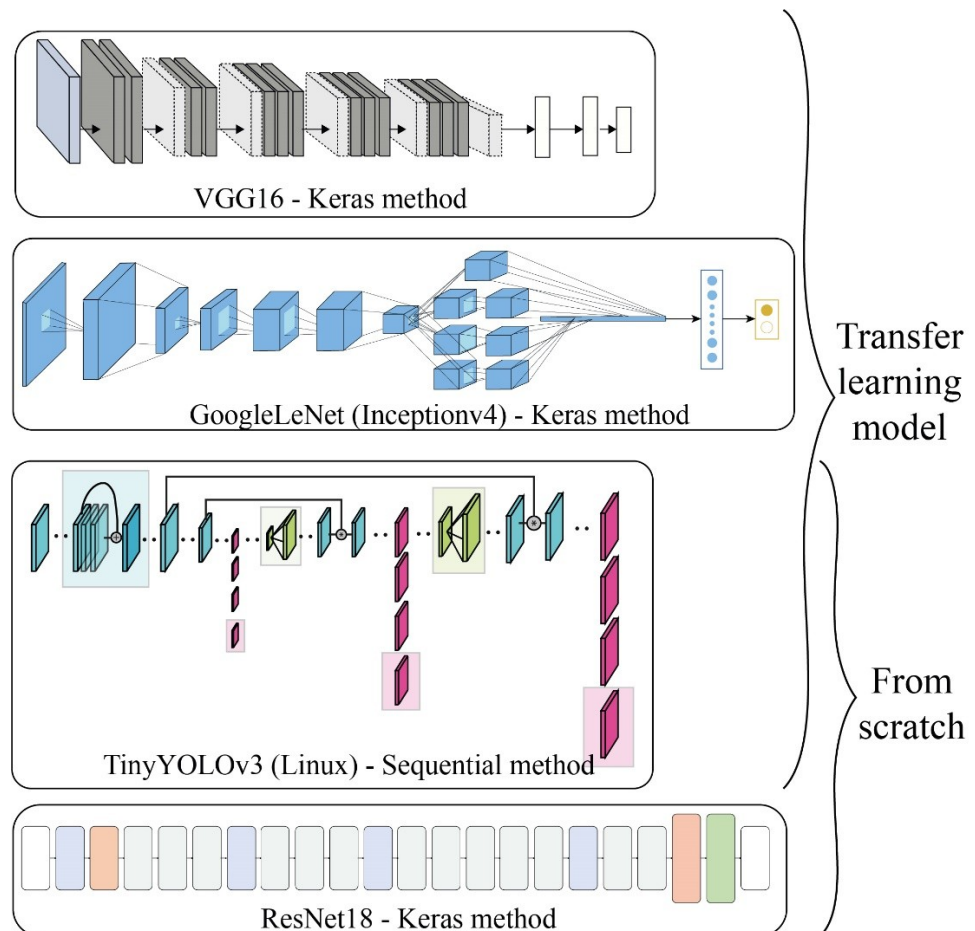 VGG16 - Keras method
GoogleLeNet (Inceptionv4) - Keras method
Transfer
learning
model
TinyYOLOv3 (Linux) - Sequential method
From
scratch
ResNet18 - Keras method